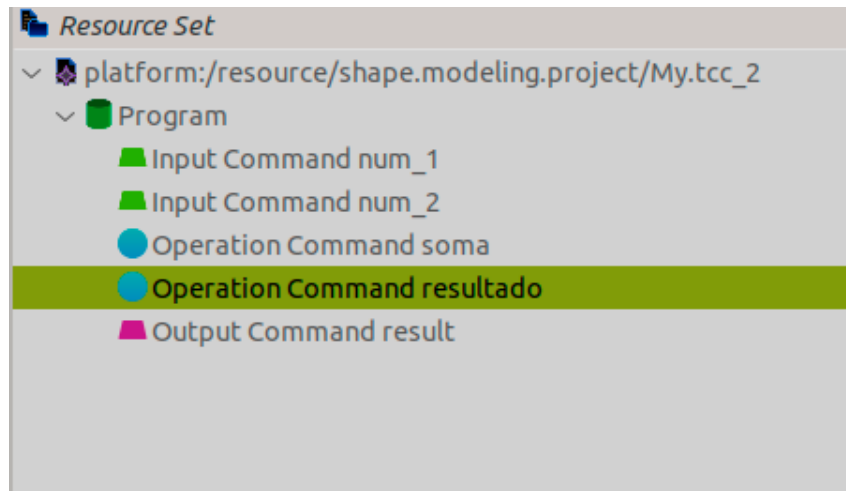 Resource Set
platform:/resource/shape.modeling.project/My.tcc_2
Program
Input Command num_1
Input Command num_2
Operation Command soma
Operation Command resultado
Output Command result